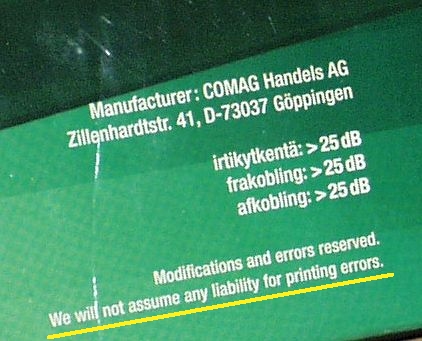 Manufacturer: COMAG Handels AG
Zillenhardtstr. 41, D-73037 Göppingen
irtikytkentä: > 25 dB
frakobling: > 25 dB
afkobling: > 25 dB
Modifications and errors reserved.
We will not assume any liability for printing errors.